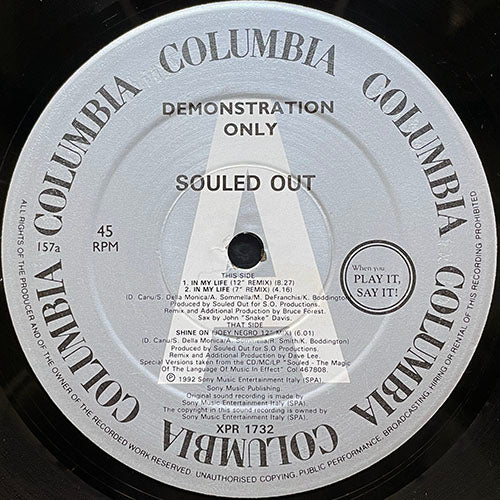 COLUMBIA COLUMBIA COLUMBIA COLUMBIA COLUMBIA COLUMBIA COLUMBIA COLUMBIA
DEMONSTRATION
ONLY
A
SOULED OUT
45
RPM
157a
When you
PLAY IT,
SAY IT!
THIS SIDE
1. IN MY LIFE (12" REMIX) (8.27)
2. IN MY LIFE (7" REMIX) (4.16)
(D. Canu/S. Della Monica/A. Sommella/M. DeFranchis/K. Boddington)
Produced by Souled Out for S.O. Productions.
Remix and Additional Production by Bruce Forest.
Sax by John "Snake" Davis.
THAT SIDE
SHINE ON (JOEY NEGRO 12" MIX) (6.01)
(D. Canu/S. Della Monica/A. Sommella/R. Smith/K. Boddington)
Produced by Souled Out for S.O. Productions.
Remix and Additional Production by Dave Lee.
Special Versions taken from the CD/MC/LP "Souled - The Magic
Of The Language Of Music In Effect" Col 467808.
℗ 1992 Sony Music Entertainment Italy (SPA)
Sony Music Publishing.
Original sound recording made by
Sony Music Entertainment Italy (SPA).
The copyright in this sound recording is owned by
Sony Music Entertainment Italy (SPA).
XPR 1732
ALL RIGHTS OF THE PRODUCER AND OF THE OWNER OF THE RECORDED WORK RESERVED. UNAUTHORISED COPYING, PUBLIC PERFORMANCE, BROADCASTING, HIRING OR RENTAL OF THIS RECORDING PROHIBITED.